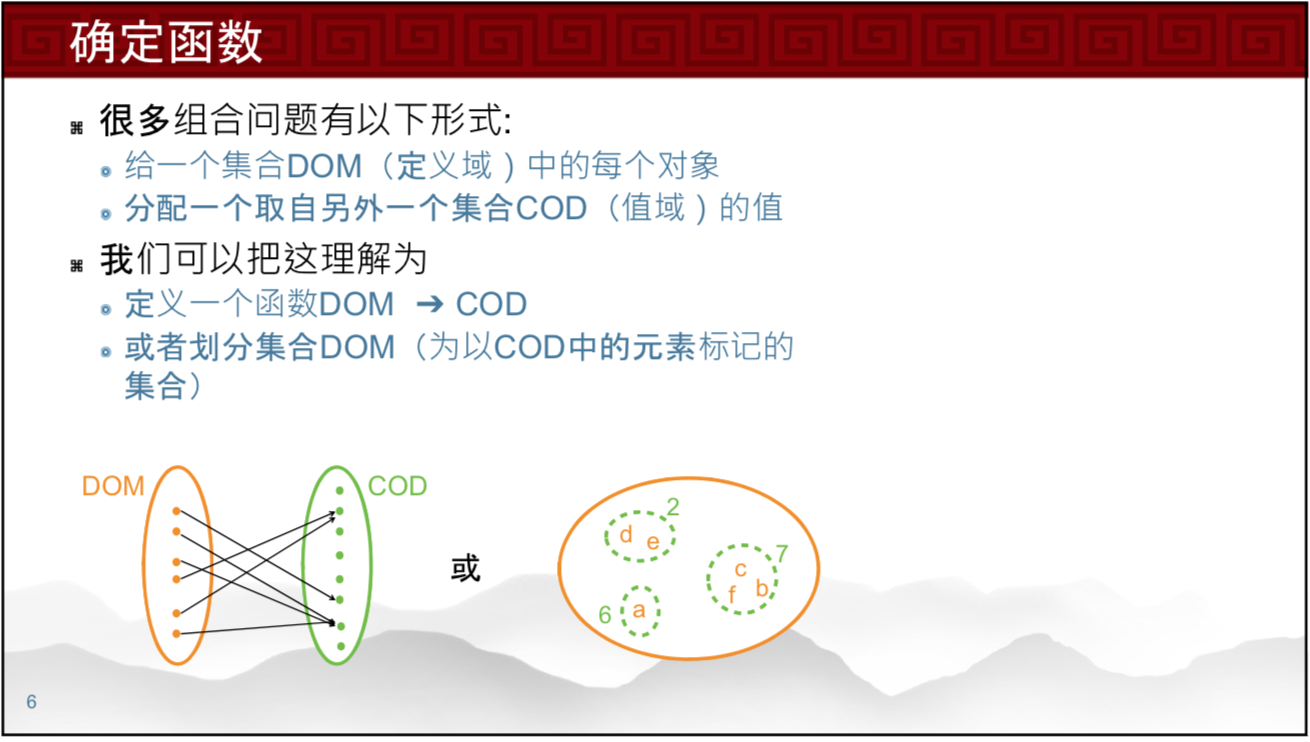 确定函数
很多组合问题有以下形式:
给一个集合DOM（定义域）中的每个对象
分配一个取自另外一个集合COD（值域）的值
我们可以把这理解为
定义一个函数DOM ➔ COD
或者划分集合DOM（为以COD中的元素标记的
集合）
DOM
COD
或
2
d
e
7
c
f
b
6
a
6